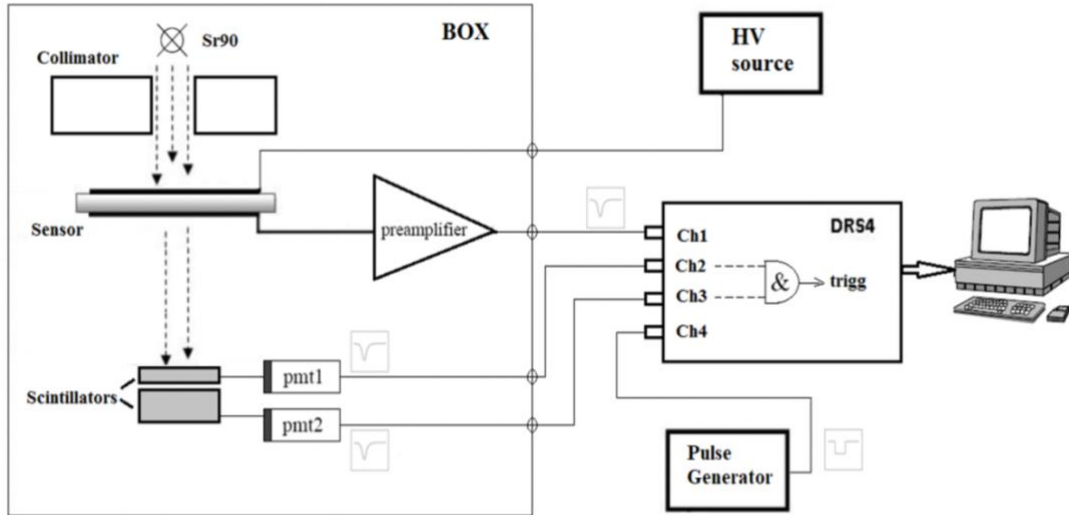 BOX
Sr90
Collimator
HV
source
Sensor
preamplifier
DRS4
Ch1
Ch2
Ch3
Ch4
&
trigg
Scintillators
pmt1
pmt2
Pulse
Generator